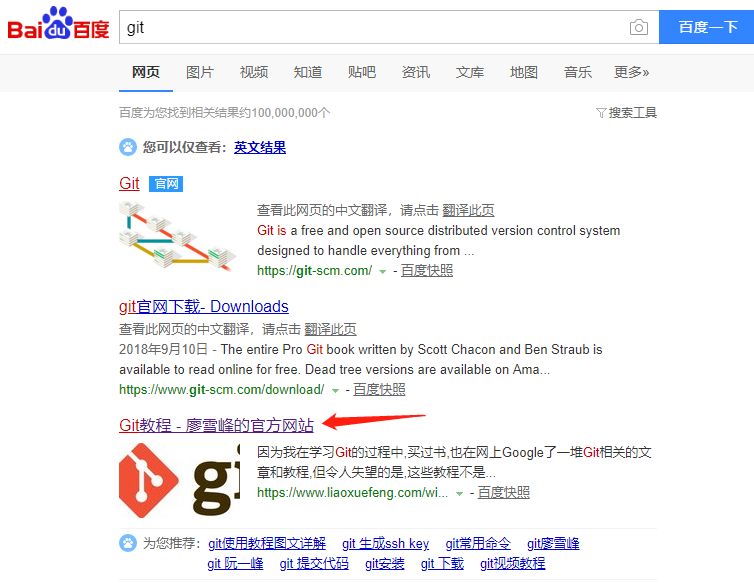 Bai du 百度 git 百度一下
网页 图片 视频 知道 贴吧 资讯 文库 地图 音乐 更多»
百度为您找到相关结果约100,000,000个 搜索工具
您可以仅查看：英文结果
Git 官网
查看此网页的中文翻译，请点击 翻译此页
Git is a free and open source distributed version control system
designed to handle everything from ...
https://git-scm.com/ - 百度快照
git官网下载- Downloads
查看此网页的中文翻译，请点击 翻译此页
2018年9月10日 - The entire Pro Git book written by Scott Chacon and Ben Straub is
available to read online for free. Dead tree versions are available on Ama...
https://www.git-scm.com/download/ - 百度快照
Git教程 - 廖雪峰的官方网站
因为我在学习Git的过程中,买过书,也在网上Google了一堆Git相关的文
章和教程,但令人失望的是,这些教程不是...
https://www.liaoxuefeng.com/wi... - 百度快照
为您推荐： git使用教程图文详解 git 生成ssh key git常用命令 git廖雪峰
git 阮一峰 git 提交代码 git安装 git 下载 git视频教程